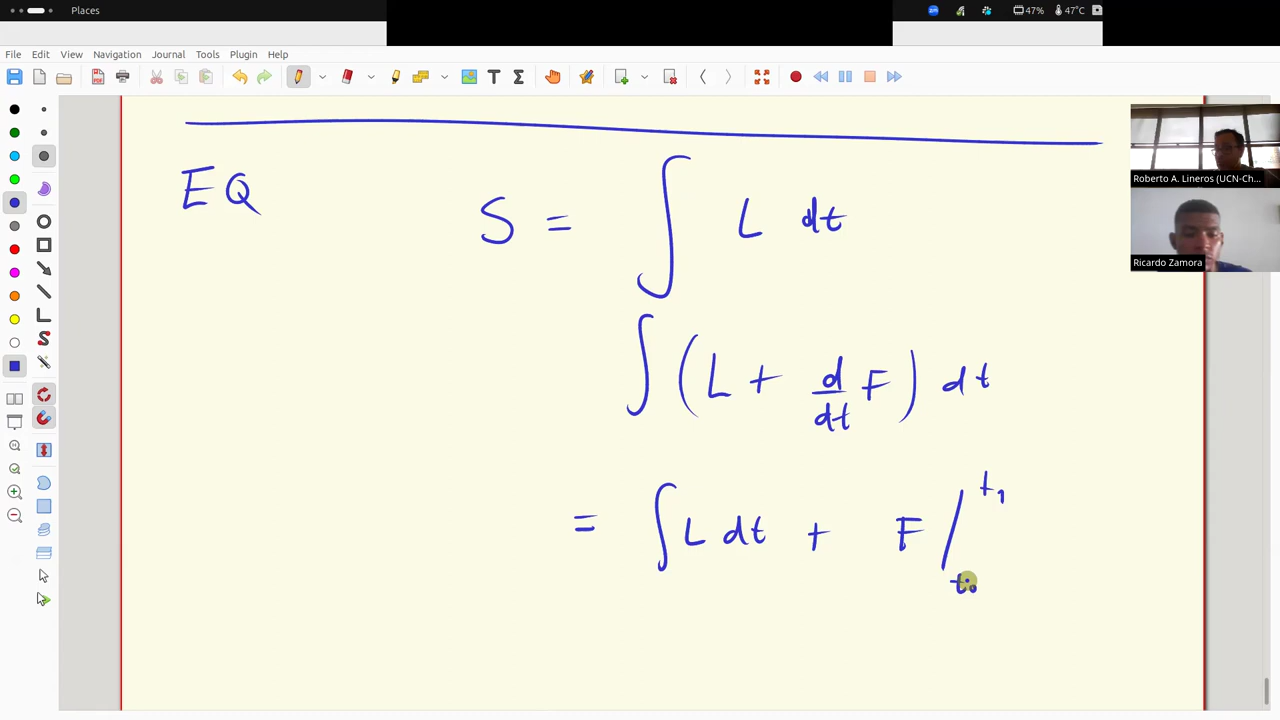 Places
47% 47°C
File Edit View Navigation Journal Tools Plugin Help
EQ
S = ∫ L dt
∫ (L + d/dt F) dt
= ∫ L dt + F |
t₁
t₀
Roberto A. Lineros (UCN-Ch...
Ricardo Zamora